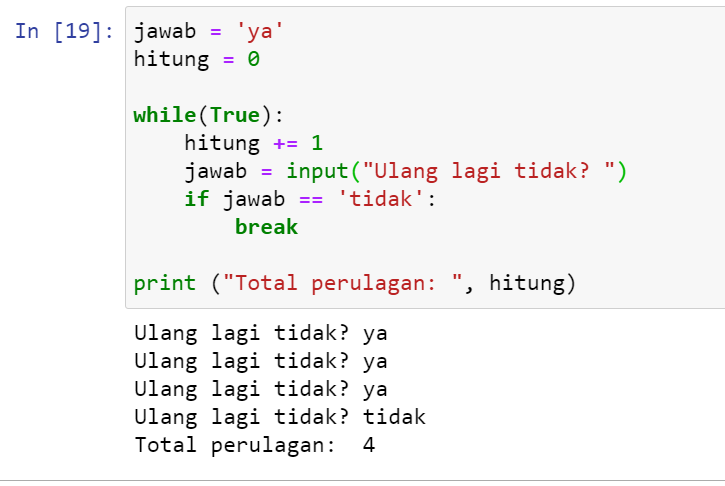 In [19]: jawab = 'ya'
hitung = 0
while(True):
    hitung += 1
    jawab = input("Ulang lagi tidak? ")
    if jawab == 'tidak':
        break
print ("Total perulagan: ", hitung)
Ulang lagi tidak? ya
Ulang lagi tidak? ya
Ulang lagi tidak? ya
Ulang lagi tidak? tidak
Total perulagan:  4